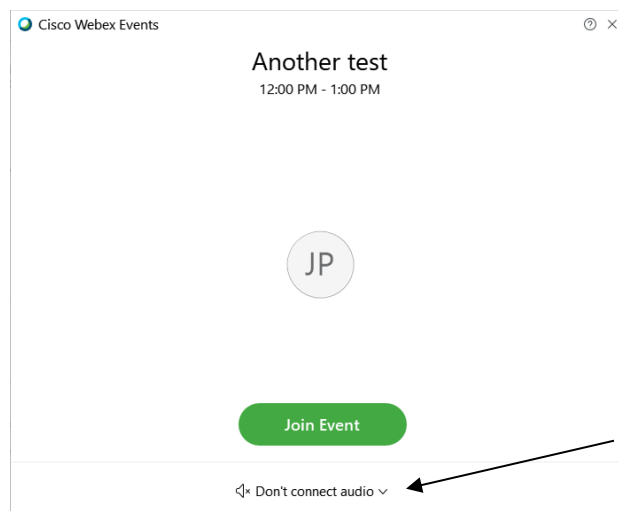 Cisco Webex Events
Another test
12:00 PM - 1:00 PM
JP
Join Event
Don't connect audio